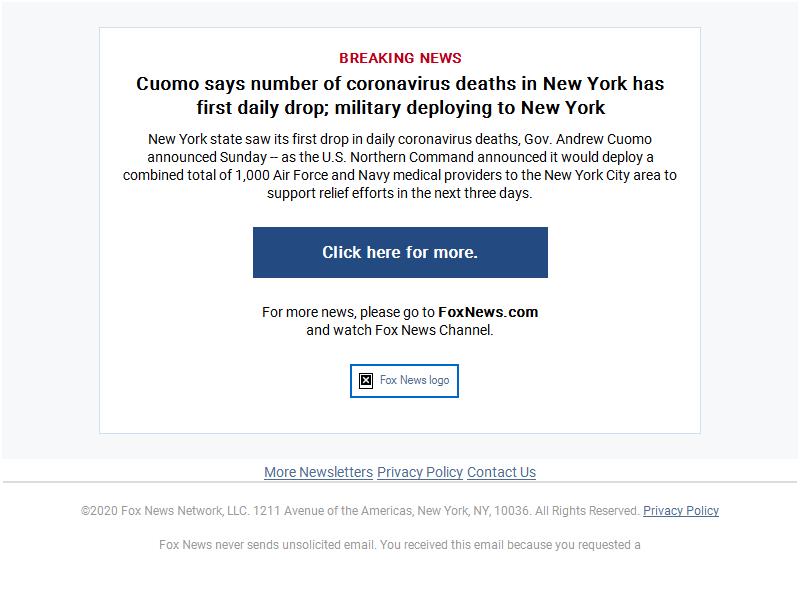 BREAKING NEWS
Cuomo says number of coronavirus deaths in New York has
first daily drop; military deploying to New York
New York state saw its first drop in daily coronavirus deaths, Gov. Andrew Cuomo
announced Sunday -- as the U.S. Northern Command announced it would deploy a
combined total of 1,000 Air Force and Navy medical providers to the New York City area to
support relief efforts in the next three days.
Click here for more.
For more news, please go to FoxNews.com
and watch Fox News Channel.
Fox News logo
More Newsletters Privacy Policy Contact Us
©2020 Fox News Network, LLC. 1211 Avenue of the Americas, New York, NY, 10036. All Rights Reserved. Privacy Policy
Fox News never sends unsolicited email. You received this email because you requested a